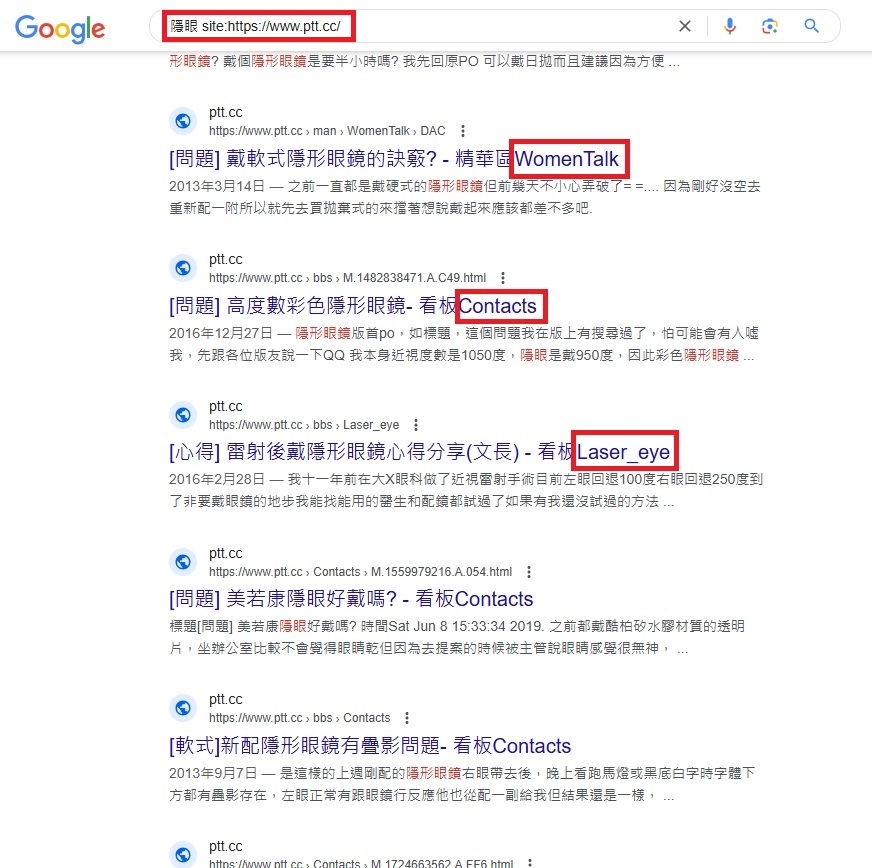 Google
隱眼 site:https://www.ptt.cc/
形眼鏡? 戴個隱形眼鏡是要半小時嗎? 我先回原PO 可以戴日拋而且建議因為方便 ...
ptt.cc
https://www.ptt.cc › man › WomenTalk › DAC
[問題] 戴軟式隱形眼鏡的訣竅? - 精華區WomenTalk
2013年3月14日 — 之前一直都是戴硬式的隱形眼鏡但前幾天不小心弄破了= =.... 因為剛好沒空去
重新配一附所以就先去買拋棄式的來擋著想說戴起來應該都差不多吧.
ptt.cc
https://www.ptt.cc › bbs › M.1482838471.A.C49.html
[問題] 高度數彩色隱形眼鏡- 看板Contacts
2016年12月27日 — 隱形眼鏡版首po，如標題，這個問題我在版上有搜尋過了，怕可能會有人噓
我，先跟各位版友說一下QQ 我本身近視度數是1050度，隱眼是戴950度，因此彩色隱形眼鏡 ...
ptt.cc
https://www.ptt.cc › bbs › Laser_eye
[心得] 雷射後戴隱形眼鏡心得分享(文長) - 看板Laser_eye
2016年2月28日 — 我十一年前在大X眼科做了近視雷射手術目前左眼回退100度右眼回退250度到
了非要戴眼鏡的地步我能找能用的醫生和配鏡都試過了如果有我還沒試過的方法 ...
ptt.cc
https://www.ptt.cc › Contacts › M.1559979216.A.054.html
[問題] 美若康隱眼好戴嗎? - 看板Contacts
標題[問題] 美若康隱眼好戴嗎? 時間Sat Jun 8 15:33:34 2019. 之前都戴酷柏矽水膠材質的透明
片，坐辦公室比較不會覺得眼睛乾但因為去提案的時候被主管說眼睛感覺很無神， ...
ptt.cc
https://www.ptt.cc › bbs › Contacts
[軟式]新配隱形眼鏡有疊影問題- 看板Contacts
2013年9月7日 — 是這樣的上週剛配的隱形眼鏡右眼帶去後，晚上看跑馬燈或黑底白字時字體下
方都有疊影存在，左眼正常有跟眼鏡行反應他也從配一副給我但結果還是一樣， ...
ptt.cc
https://www.ptt.cc › Contacts › M.1724663562.A.FF6.html